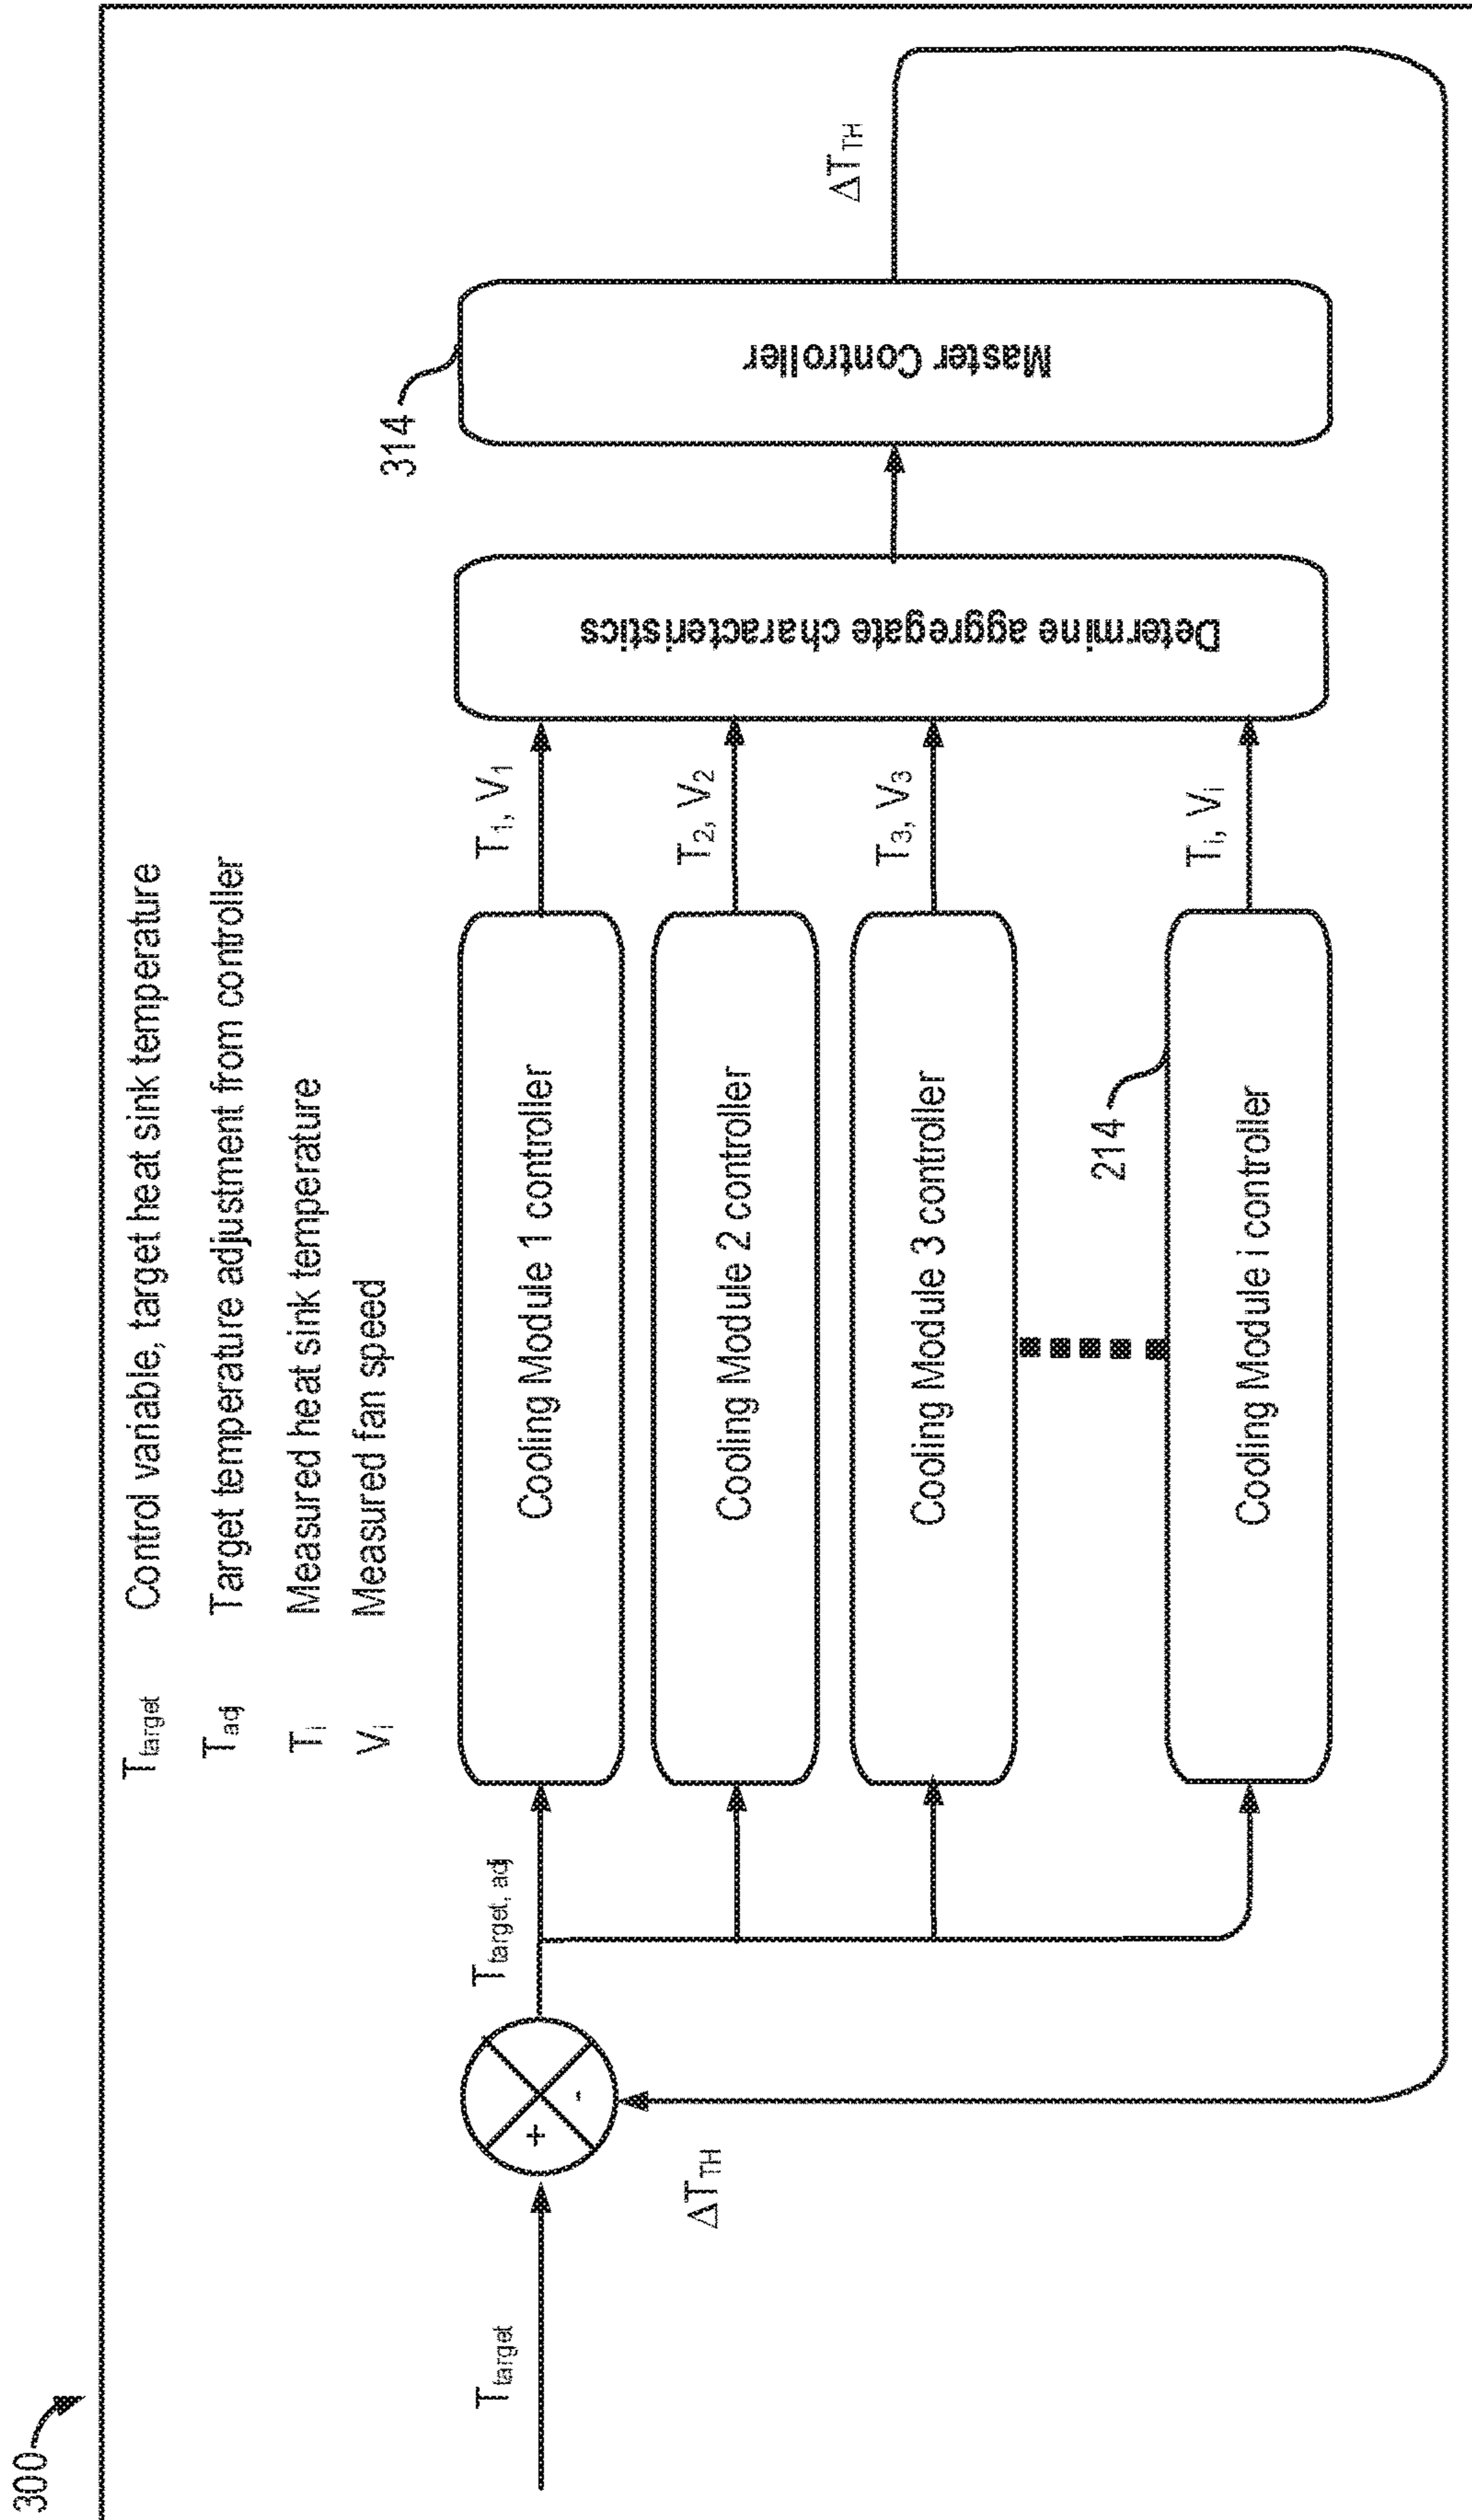 300
T_target Control variable, target heat sink temperature
T_adj Target temperature adjustment from controller
T_i Measured heat sink temperature
V_i Measured fan speed
T_target
+
-
ΔT_TH
T_target, adj
Cooling Module 1 controller
T_1, V_1
Cooling Module 2 controller
T_2, V_2
Cooling Module 3 controller
T_3, V_3
214
Cooling Module i controller
T_i, V_i
Determine aggregate characteristics
314
Master Controller
ΔT_TH